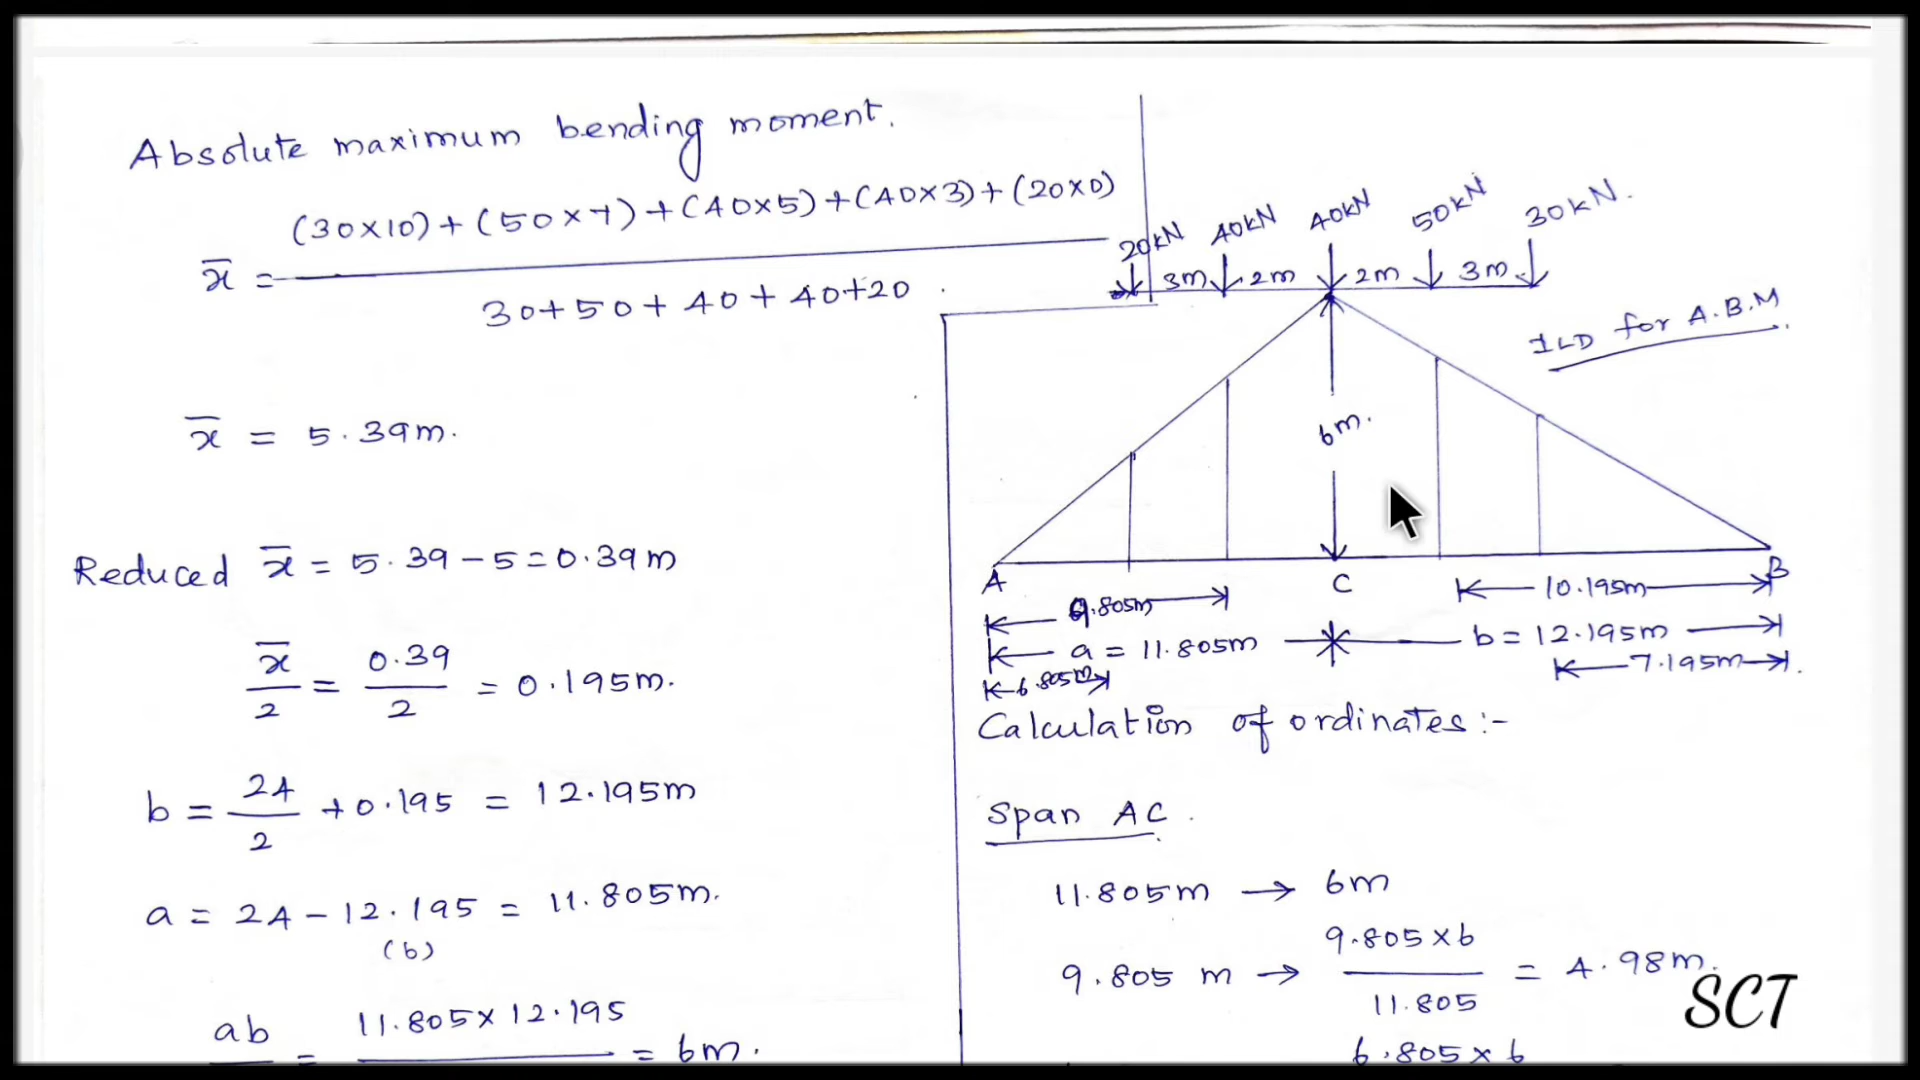 Absolute maximum bending moment.
x̄ = (30×10)+(50×7)+(40×5)+(40×3)+(20×0)
30+50+40+40+20
x̄ = 5.39m.
Reduced x̄ = 5.39-5=0.39m
x̄/2 = 0.39/2 = 0.195m.
b = 24/2 +0.195 = 12.195m
a = 24-12.195 = 11.805m.
(b)
ab = 11.805×12.195 = 6m.
20kN 40kN 40kN 50kN 30kN.
3m 2m 2m 3m
ILD for A.B.M
6m.
A C B
9.805m 10.195m
a = 11.805m b = 12.195m
6.805m 7.195m.
Calculation of ordinates:-
Span AC.
11.805m → 6m
9.805 m → 9.805×6/11.805 = 4.98m.
6.805×6
SCT